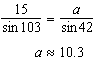 15/sin 103 = a/sin 42
a ≈ 10.3